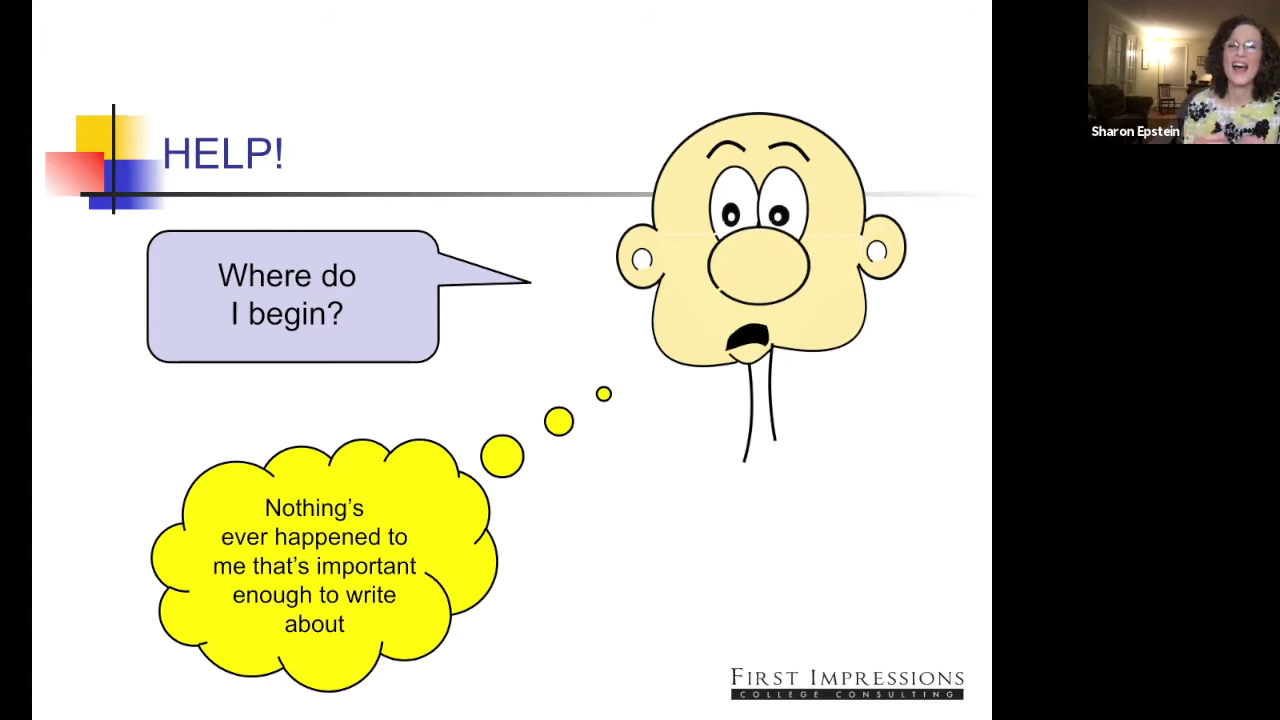 HELP!
Where do
I begin?
Nothing's
ever happened to
me that's important
enough to write
about
FIRST IMPRESSIONS
COLLEGE CONSULTING
Sharon Epstein